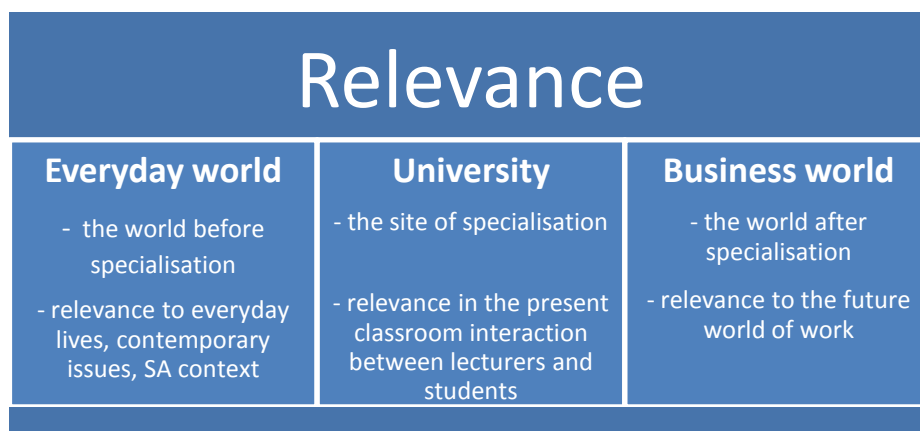 Relevance
Everyday world
- the world before
specialisation
- relevance to everyday
lives, contemporary
issues, SA context
University
- the site of specialisation
- relevance in the present
classroom interaction
between lecturers and
students
Business world
- the world after
specialisation
- relevance to the future
world of work